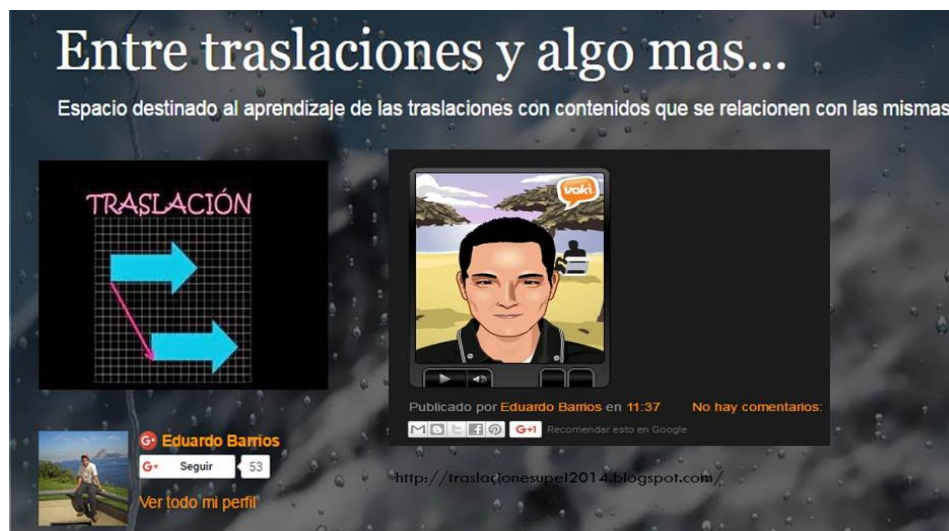 Entre traslaciones y algo mas...
Espacio destinado al aprendizaje de las traslaciones con contenidos que se relacionen con las mismas
TRASLACIÓN
voki
Publicado por Eduardo Barrios en 11:37 No hay comentarios:
G+1 Recomendar esto en Google
Eduardo Barrios
G+ Seguir 53
Ver todo mi perfil
http://traslacionesupel2014.blogspot.com/